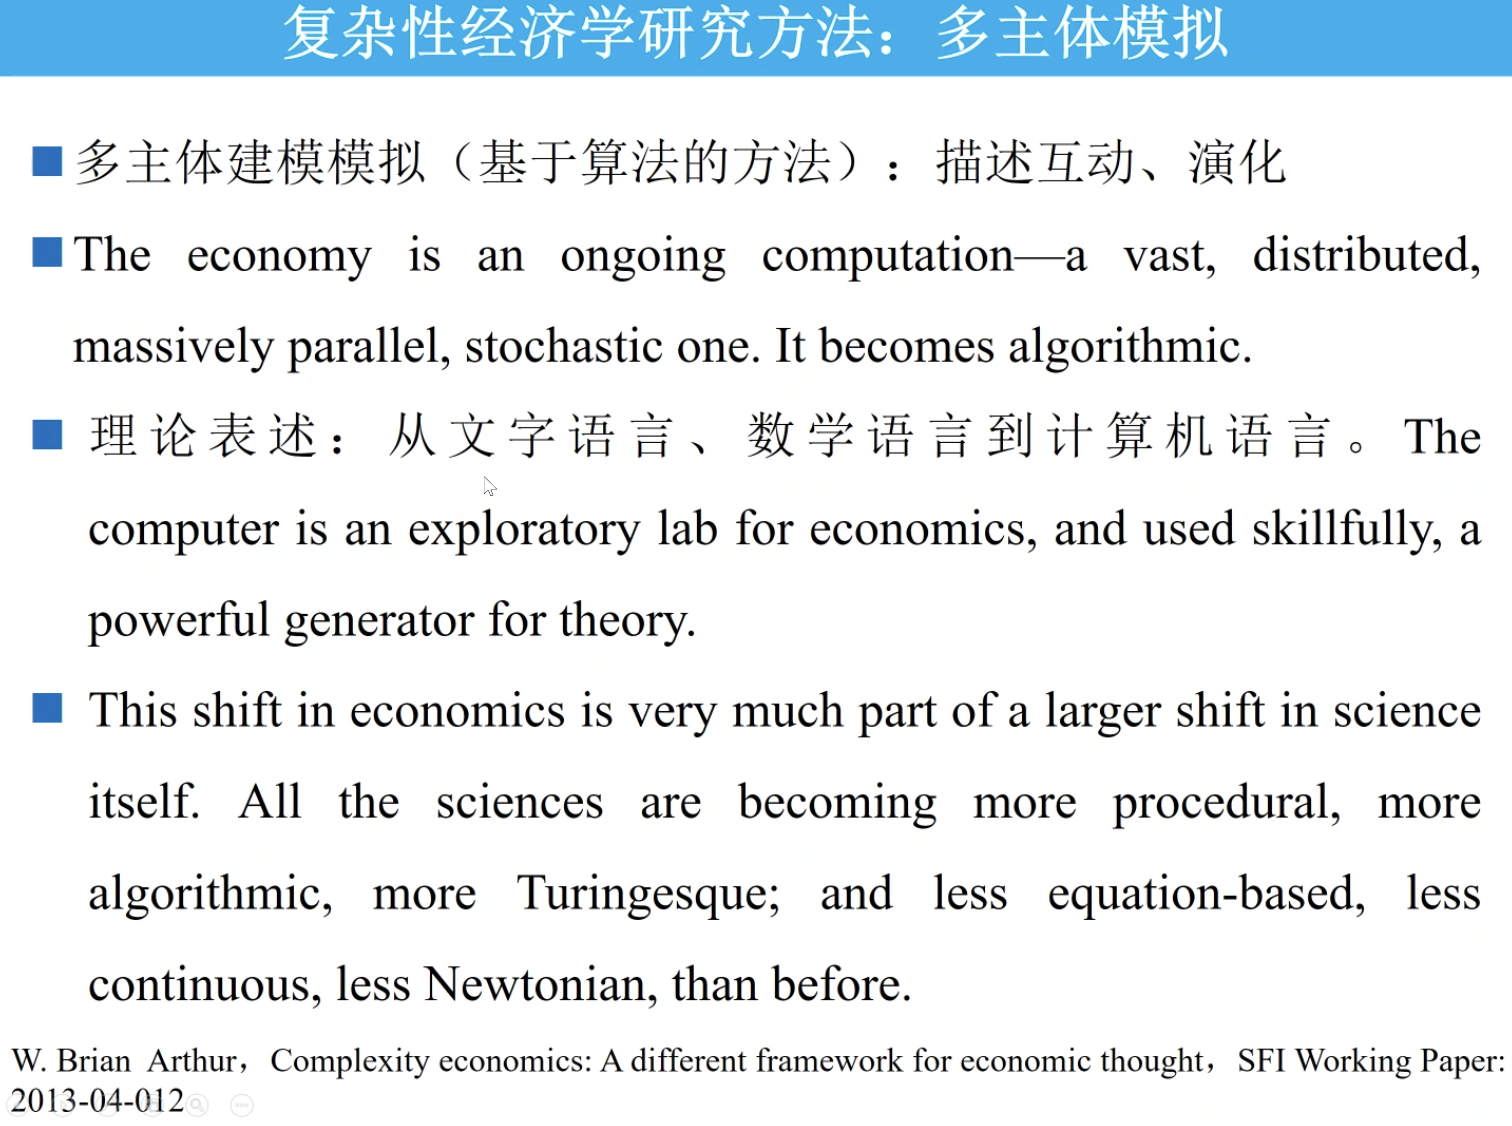 复杂性经济学研究方法：多主体模拟
多主体建模模拟（基于算法的方法）：描述互动、演化
The economy is an ongoing computation—a vast, distributed,
massively parallel, stochastic one. It becomes algorithmic.
理论表述：从文字语言、数学语言到计算机语言。The
computer is an exploratory lab for economics, and used skillfully, a
powerful generator for theory.
This shift in economics is very much part of a larger shift in science
itself. All the sciences are becoming more procedural, more
algorithmic, more Turingesque; and less equation-based, less
continuous, less Newtonian, than before.
W. Brian Arthur，Complexity economics: A different framework for economic thought，SFI Working Paper:
2013-04-012